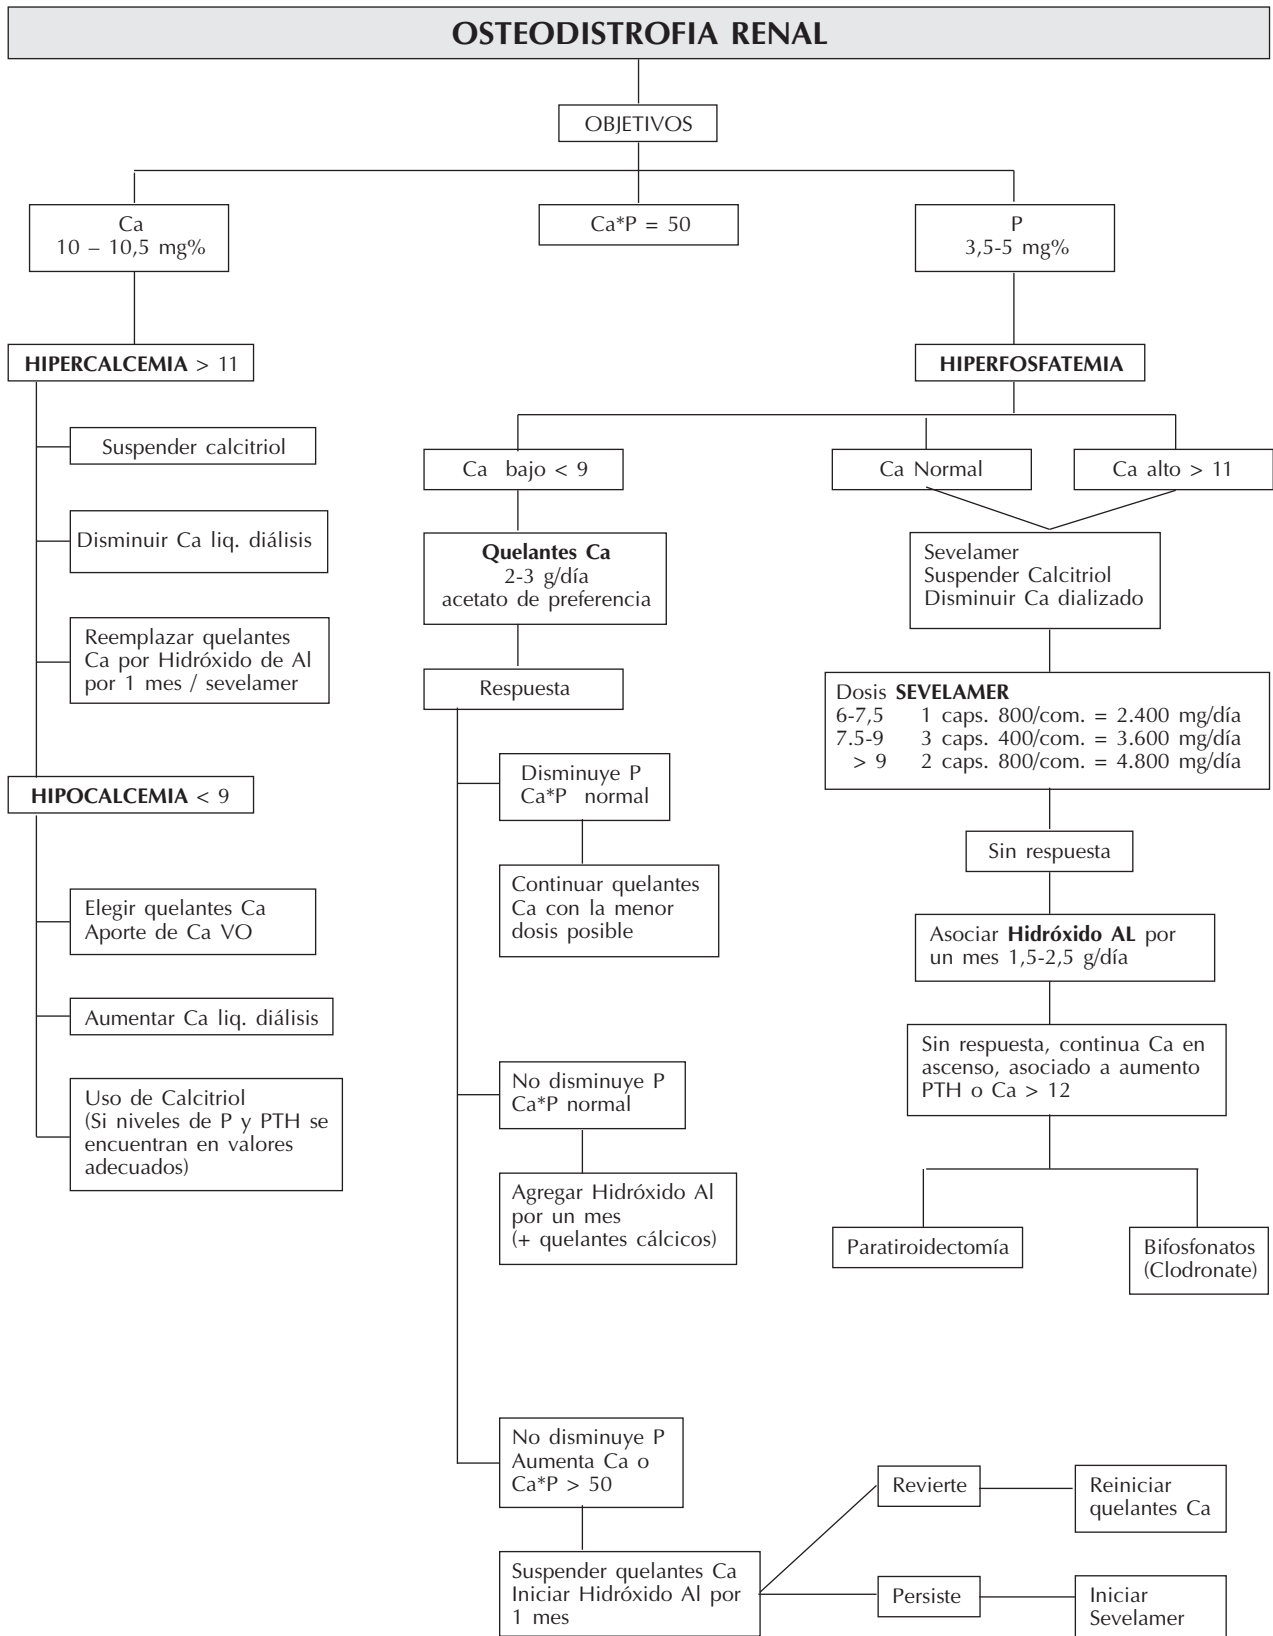 OSTEODISTROFIA RENAL
OBJETIVOS
Ca
10 – 10,5 mg%
Ca*P = 50
P
3,5-5 mg%
HIPERCALCEMIA > 11
Suspender calcitriol
Disminuir Ca liq. diálisis
Reemplazar quelantes
Ca por Hidróxido de Al
por 1 mes / sevelamer
HIPOCALCEMIA < 9
Elegir quelantes Ca
Aporte de Ca VO
Aumentar Ca liq. diálisis
Uso de Calcitriol
(Si niveles de P y PTH se
encuentran en valores
adecuados)
HIPERFOSFATEMIA
Ca bajo < 9
Quelantes Ca
2-3 g/día
acetato de preferencia
Respuesta
Disminuye P
Ca*P normal
Continuar quelantes
Ca con la menor
dosis posible
No disminuye P
Ca*P normal
Agregar Hidróxido Al
por un mes
(+ quelantes cálcicos)
No disminuye P
Aumenta Ca o
Ca*P > 50
Suspender quelantes Ca
Iniciar Hidróxido Al por
1 mes
Revierte
Reiniciar
quelantes Ca
Persiste
Iniciar
Sevelamer
Ca Normal
Ca alto > 11
Sevelamer
Suspender Calcitriol
Disminuir Ca dializado
Dosis SEVELAMER
6-7,5 1 caps. 800/com. = 2.400 mg/día
7.5-9 3 caps. 400/com. = 3.600 mg/día
> 9 2 caps. 800/com. = 4.800 mg/día
Sin respuesta
Asociar Hidróxido AL por
un mes 1,5-2,5 g/día
Sin respuesta, continua Ca en
ascenso, asociado a aumento
PTH o Ca > 12
Paratiroidectomía
Bifosfonatos
(Clodronate)